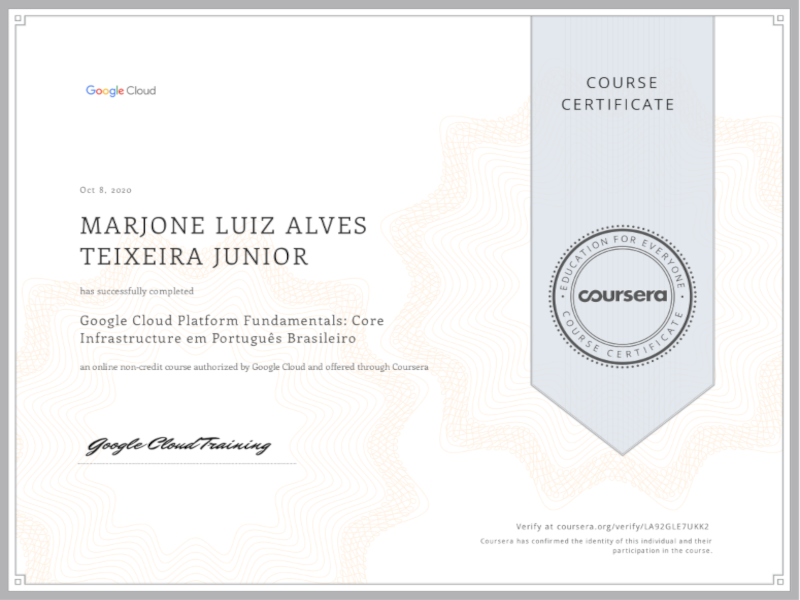 Google Cloud
COURSE
CERTIFICATE
Oct 8, 2020
MARJONE LUIZ ALVES
TEIXEIRA JUNIOR
has successfully completed
Google Cloud Platform Fundamentals: Core
Infrastructure em Português Brasileiro
an online non-credit course authorized by Google Cloud and offered through Coursera
EDUCATION FOR EVERYONE
coursera
COURSE CERTIFICATE
Google Cloud Training
Verify at coursera.org/verify/LA92GLE7UKK2
Coursera has confirmed the identity of this individual and their
participation in the course.